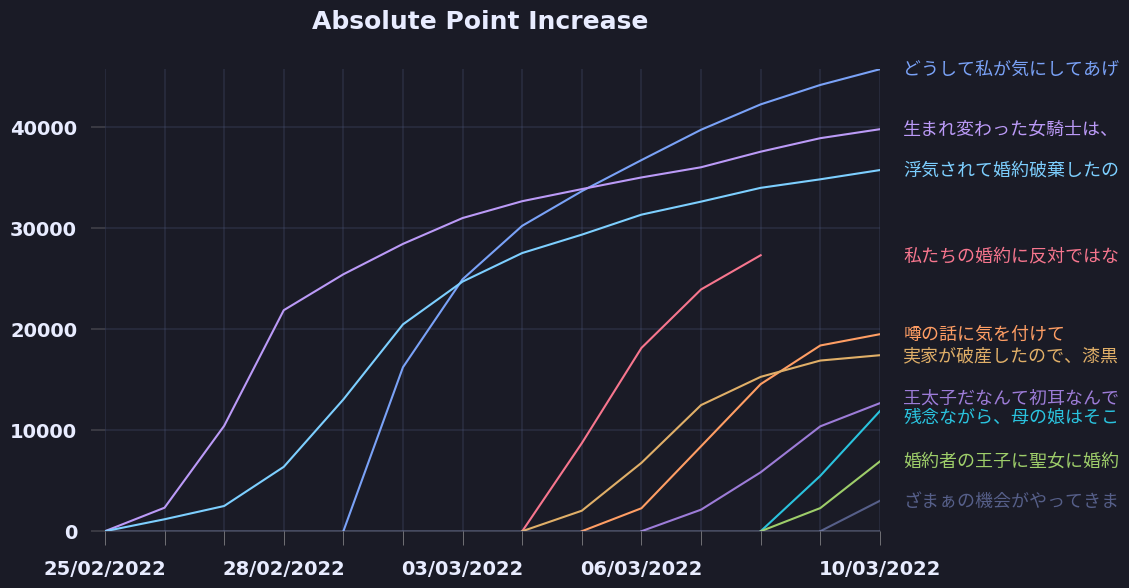 Absolute Point Increase
どうして私が気にしてあげ
生まれ変わった女騎士は、
浮気されて婚約破棄したの
私たちの婚約に反対ではな
噂の話に気を付けて
実家が破産したので、漆黒
王太子だなんて初耳なんで
残念ながら、母の娘はそこ
婚約者の王子に聖女に婚約
ざまぁの機会がやってきま
40000
30000
20000
10000
0
25/02/2022 28/02/2022 03/03/2022 06/03/2022 10/03/2022